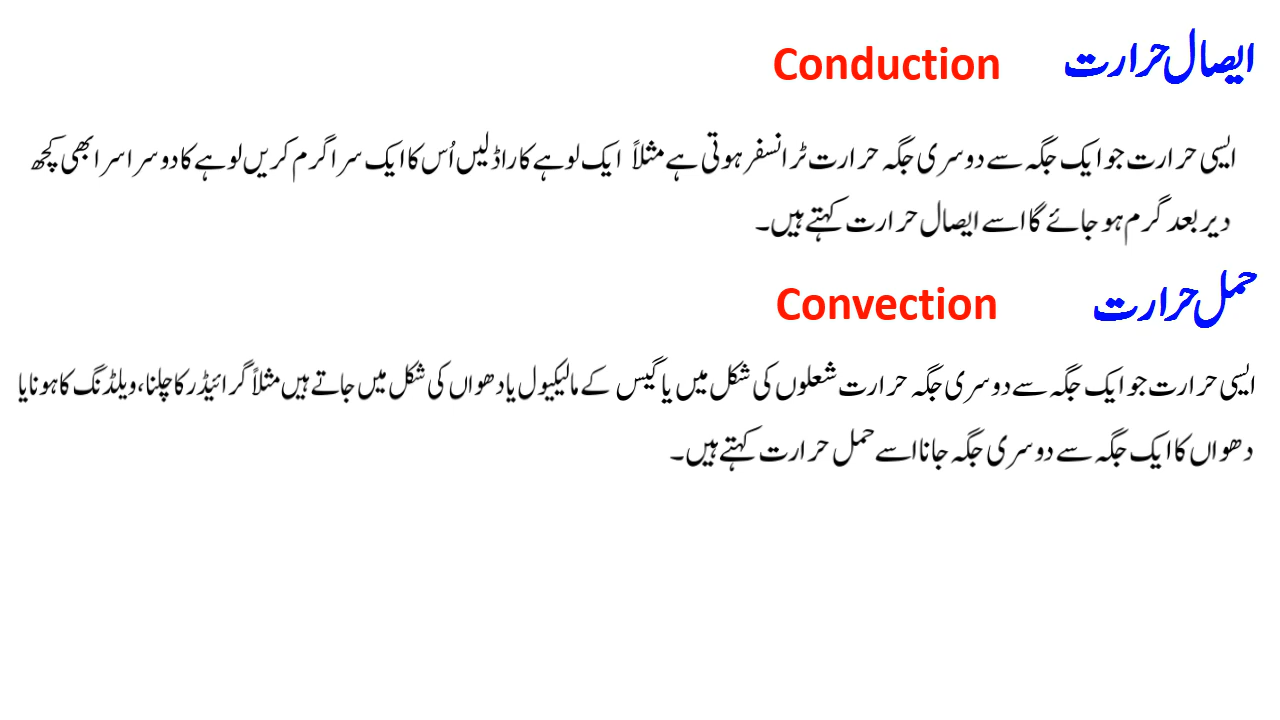 ایصال حرارت Conduction
ایسی حرارت جو ایک جگہ سے دوسری جگہ حرارت ٹرانسفر ہوتی ہے مثلاً ایک لوہے کا راڈ لیں اُس کا ایک سرا گرم کریں لوہے کا دوسرا سرا بھی کچھ
دیر بعد گرم ہو جائے گا اسے ایصال حرارت کہتے ہیں۔
حمل حرارت Convection
ایسی حرارت جو ایک جگہ سے دوسری جگہ حرارت شعلوں کی شکل میں یا گیس کے مالیکیول یا دھواں کی شکل میں جاتے ہیں مثلاً گرائیڈر کا چلنا، ویلڈنگ کا ہونا یا
دھواں کا ایک جگہ سے دوسری جگہ جانا اسے حمل حرارت کہتے ہیں۔